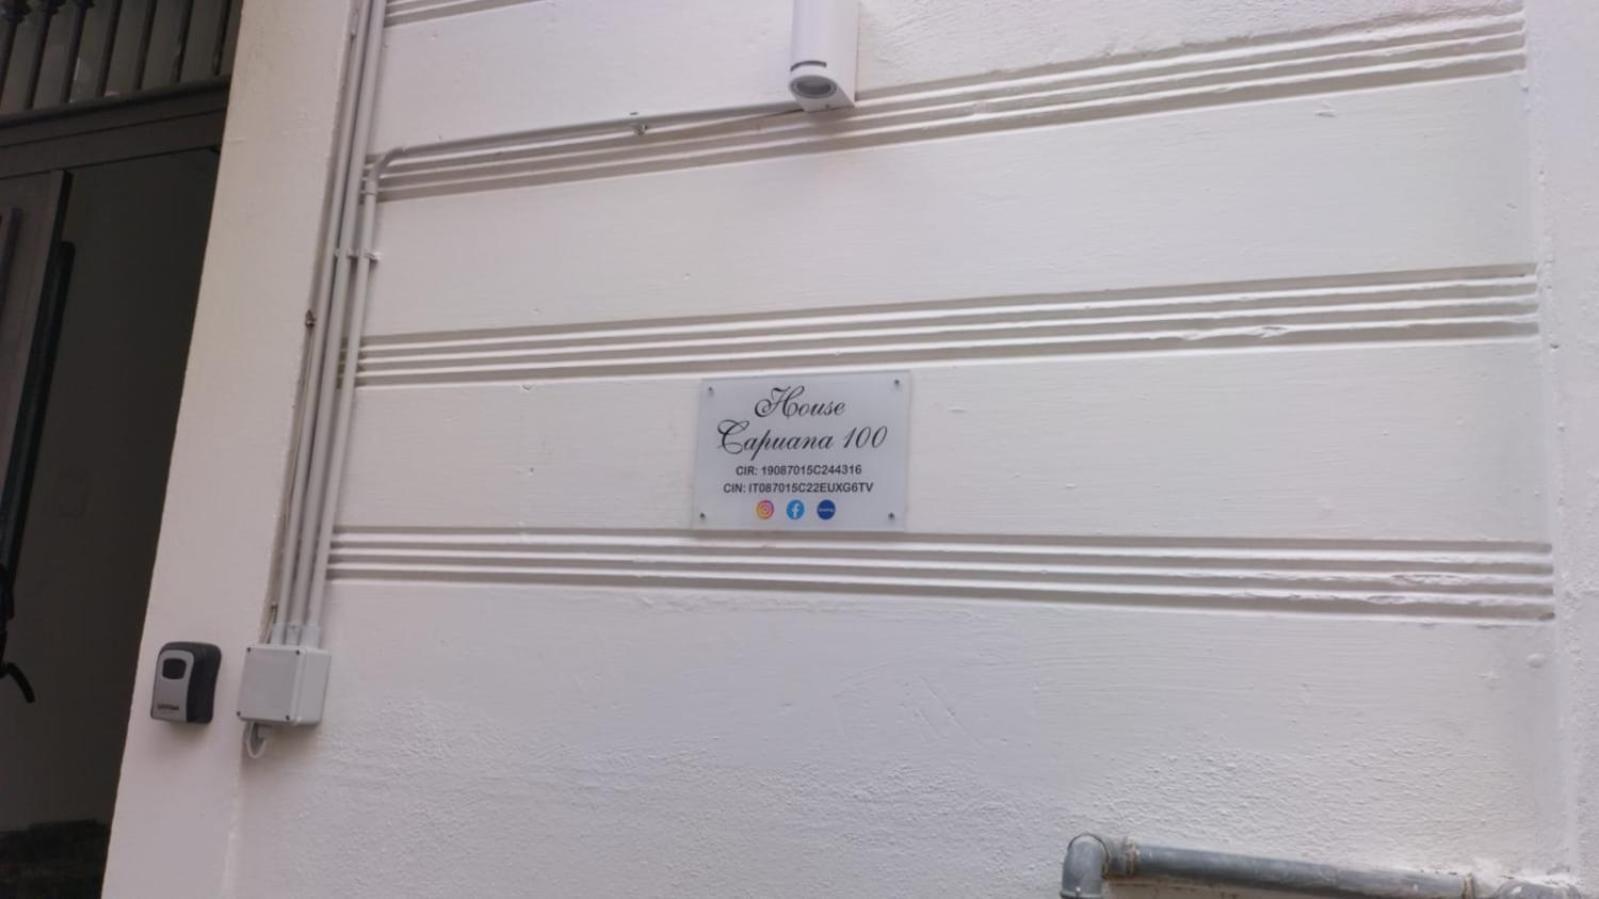 House
Capuana 100
CIR: 19087015C244316
CIN: IT087015C22EUXG6TV